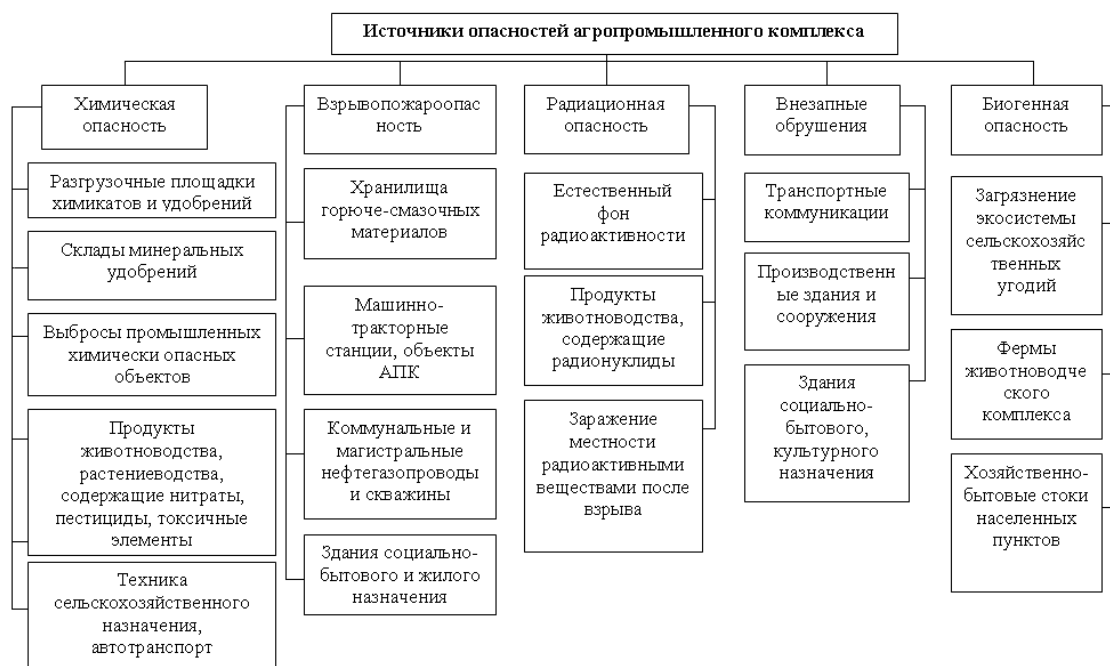 Источники опасностей агропромышленного комплекса
Химическая
опасность
Разгрузочные площадки
химикатов и удобрений
Склады минеральных
удобрений
Выбросы промышленных
химически опасных
объектов
Продукты
животноводства,
растениеводства,
содержащие нитраты,
пестициды, токсичные
элементы
Техника
сельскохозяйственного
назначения,
автотранспорт
Взрывопожароопас
ность
Хранилища
горюче-смазочных
материалов
Машинно-
тракторные
станции, объекты
АПК
Коммунальные и
магистральные
нефтегазопроводы
и скважины
Здания социально-
бытового и жилого
назначения
Радиационная
опасность
Естественный
фон
радиоактивности
Продукты
животноводства,
содержащие
радионуклиды
Заражение
местности
радиоактивными
веществами после
взрыва
Внезапные
обрушения
Транспортные
коммуникации
Производственн
ые здания и
сооружения
Здания
социально-
бытового,
культурного
назначения
Биогенная
опасность
Загрязнение
экосистемы
сельскохозяйс
твенных
угодий
Фермы
животноводче
ского
комплекса
Хозяйственно-
бытовые стоки
населенных
пунктов